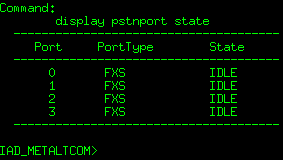 Command:
display pstnport state
--------------------------------------
Port PortType State
--------------------------------------
0 FXS IDLE
1 FXS IDLE
2 FXS IDLE
3 FXS IDLE
--------------------------------------
IAD_METALTCOM>